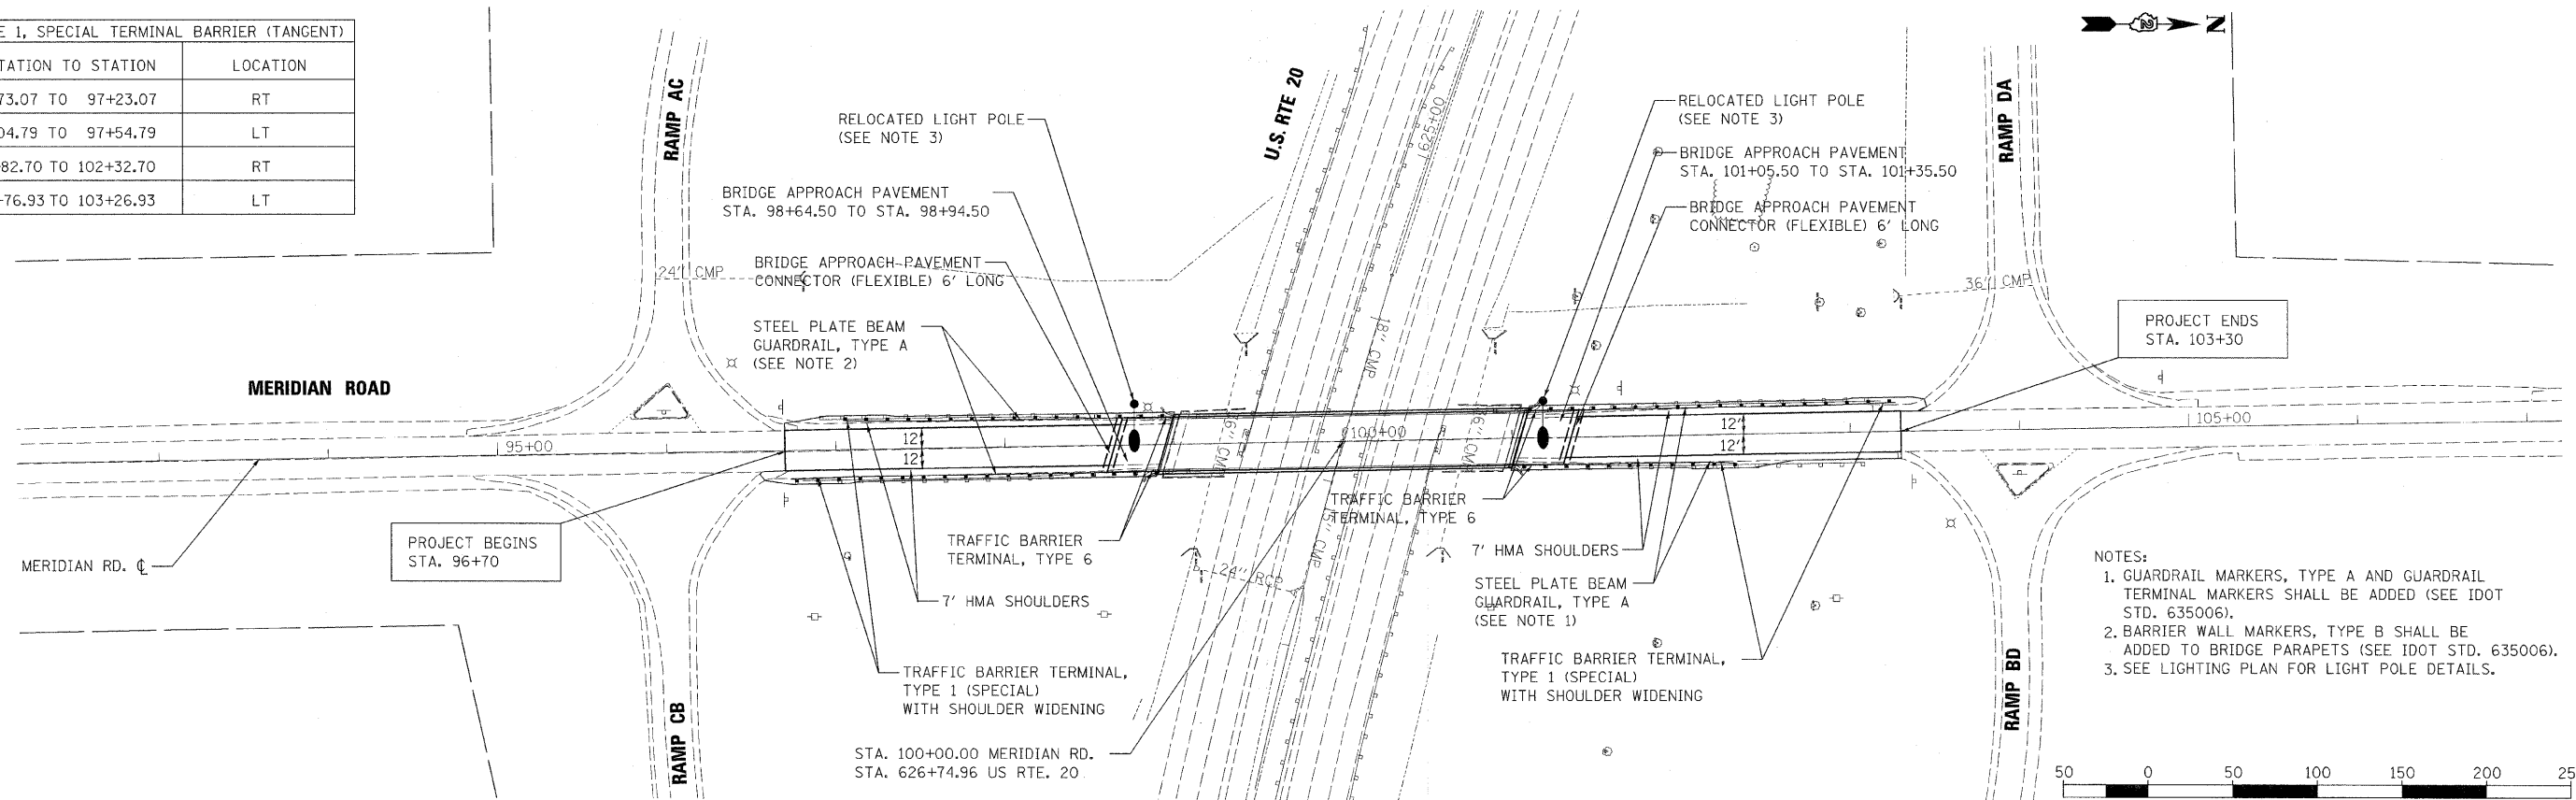 E 1, SPECIAL TERMINAL BARRIER (TANGENT)
TATION TO STATION LOCATION
73.07 TO 97+23.07 RT
04.79 TO 97+54.79 LT
82.70 TO 102+32.70 RT
+76.93 TO 103+26.93 LT
RAMP AC
RELOCATED LIGHT POLE
(SEE NOTE 3)
BRIDGE APPROACH PAVEMENT
STA. 98+64.50 TO STA. 98+94.50
24" CMP
BRIDGE APPROACH PAVEMENT
CONNECTOR (FLEXIBLE) 6' LONG
STEEL PLATE BEAM
GUARDRAIL, TYPE A
(SEE NOTE 2)
U.S. RTE 20
625+00
18" CMP
RELOCATED LIGHT POLE
(SEE NOTE 3)
BRIDGE APPROACH PAVEMENT
STA. 101+05.50 TO STA. 101+35.50
BRIDGE APPROACH PAVEMENT
CONNECTOR (FLEXIBLE) 6' LONG
N
RAMP DA
36" CMP
PROJECT ENDS
STA. 103+30
MERIDIAN ROAD
95+00
12'
12'
100+00
12'
12'
105+00
MERIDIAN RD. ℄
PROJECT BEGINS
STA. 96+70
TRAFFIC BARRIER
TERMINAL, TYPE 6
7' HMA SHOULDERS
TRAFFIC BARRIER TERMINAL,
TYPE 1 (SPECIAL)
WITH SHOULDER WIDENING
RAMP CB
24" RCP
15" CMP
STA. 100+00.00 MERIDIAN RD.
STA. 626+74.96 US RTE. 20
TRAFFIC BARRIER
TERMINAL, TYPE 6
7' HMA SHOULDERS
STEEL PLATE BEAM
GUARDRAIL, TYPE A
(SEE NOTE 1)
TRAFFIC BARRIER TERMINAL,
TYPE 1 (SPECIAL)
WITH SHOULDER WIDENING
RAMP BD
NOTES:
1. GUARDRAIL MARKERS, TYPE A AND GUARDRAIL
TERMINAL MARKERS SHALL BE ADDED (SEE IDOT
STD. 635006).
2. BARRIER WALL MARKERS, TYPE B SHALL BE
ADDED TO BRIDGE PARAPETS (SEE IDOT STD. 635006).
3. SEE LIGHTING PLAN FOR LIGHT POLE DETAILS.
50 0 50 100 150 200 25